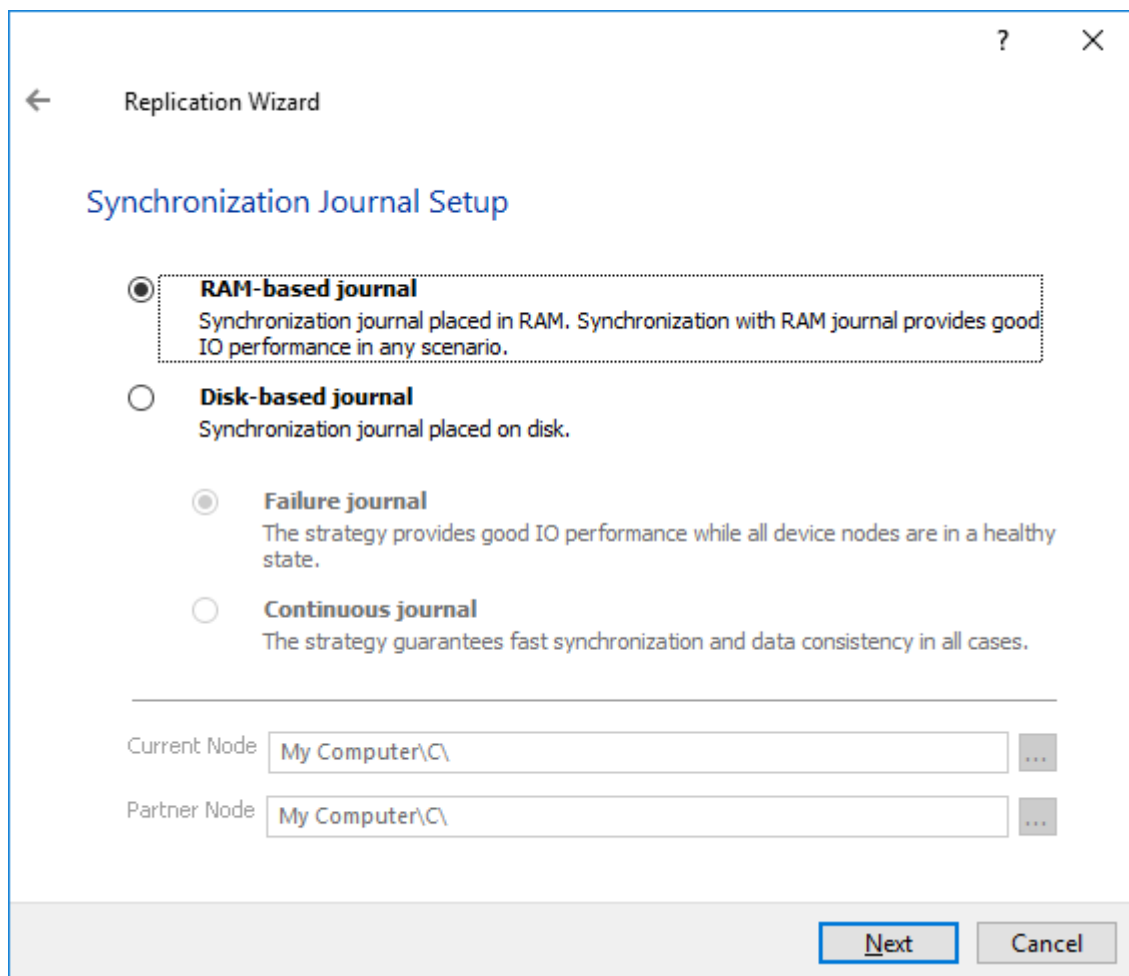 ?
Replication Wizard
Synchronization Journal Setup
RAM-based journal
Synchronization journal placed in RAM. Synchronization with RAM journal provides good
IO performance in any scenario.
Disk-based journal
Synchronization journal placed on disk.
Failure journal
The strategy provides good IO performance while all device nodes are in a healthy
state.
Continuous journal
The strategy guarantees fast synchronization and data consistency in all cases.
Current Node My Computer\C\ ...
Partner Node My Computer\C\ ...
Next Cancel